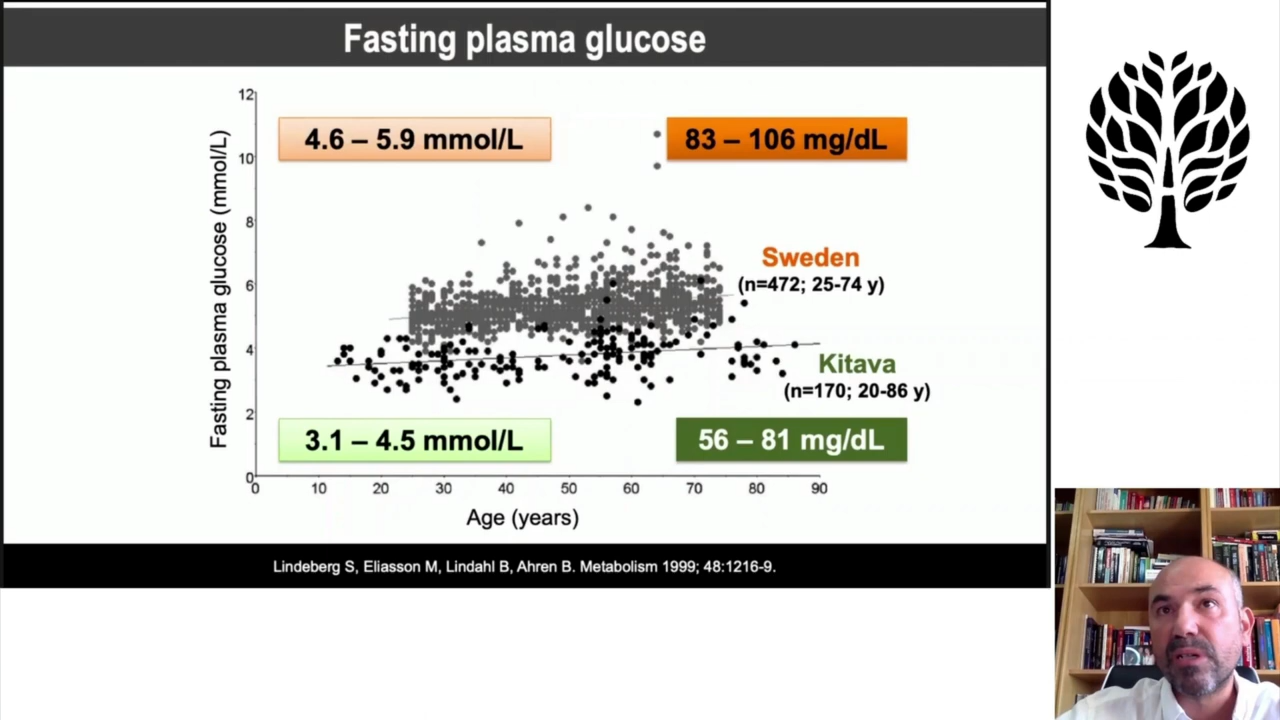 Fasting plasma glucose
Fasting plasma glucose (mmol/L)
12
10
8
6
4
2
0
4.6 – 5.9 mmol/L
83 – 106 mg/dL
Sweden
(n=472; 25-74 y)
Kitava
(n=170; 20-86 y)
3.1 – 4.5 mmol/L
56 – 81 mg/dL
0 10 20 30 40 50 60 70 80 90
Age (years)
Lindeberg S, Eliasson M, Lindahl B, Ahren B. Metabolism 1999; 48:1216-9.